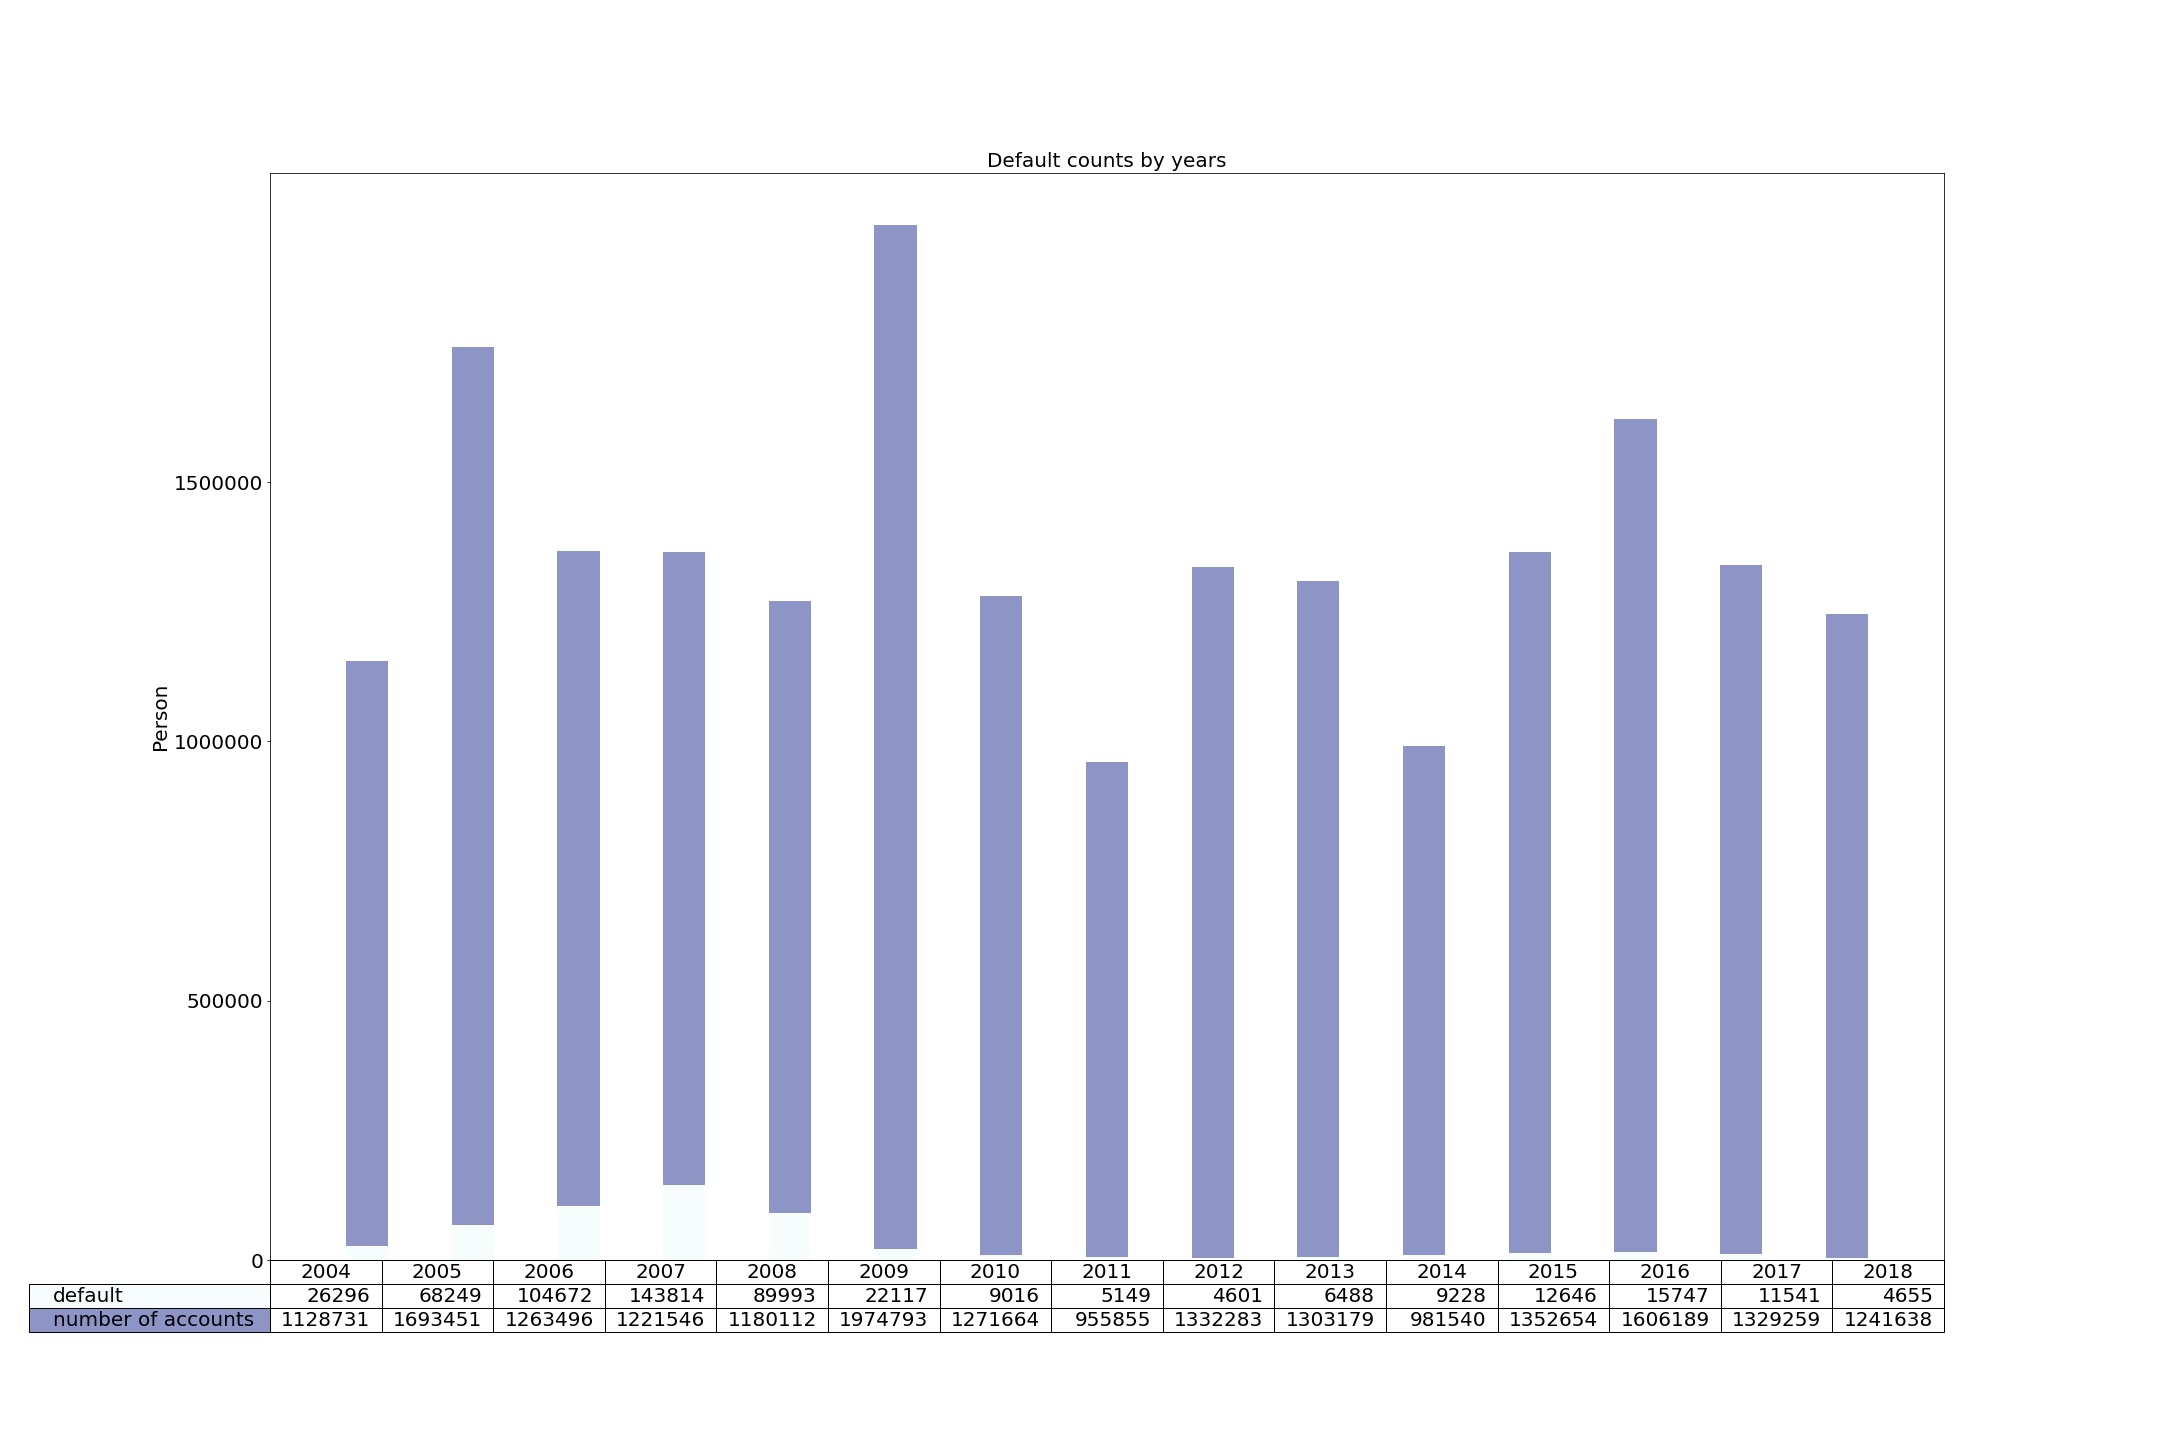 Default counts by years
1500000
1000000
500000
0
Person
2004 2005 2006 2007 2008 2009 2010 2011 2012 2013 2014 2015 2016 2017 2018
default 26296 68249 104672 143814 89993 22117 9016 5149 4601 6488 9228 12646 15747 11541 4655
number of accounts 1128731 1693451 1263496 1221546 1180112 1974793 1271664 955855 1332283 1303179 981540 1352654 1606189 1329259 1241638